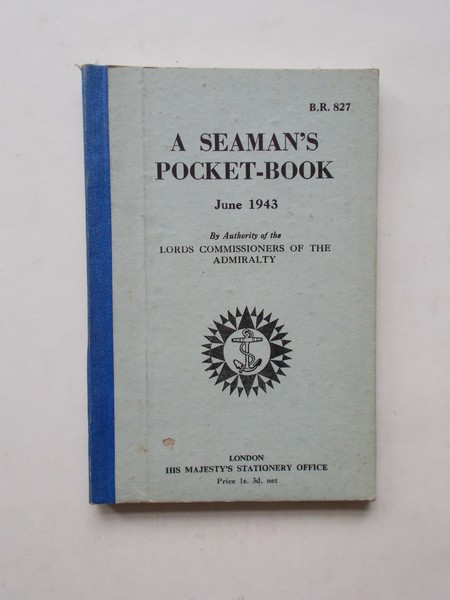 B.R. 827
A SEAMAN'S
POCKET-BOOK
June 1943
By Authority of the
LORDS COMMISSIONERS OF THE
ADMIRALTY
LONDON
HIS MAJESTY'S STATIONERY OFFICE
Price 1s. 3d. net